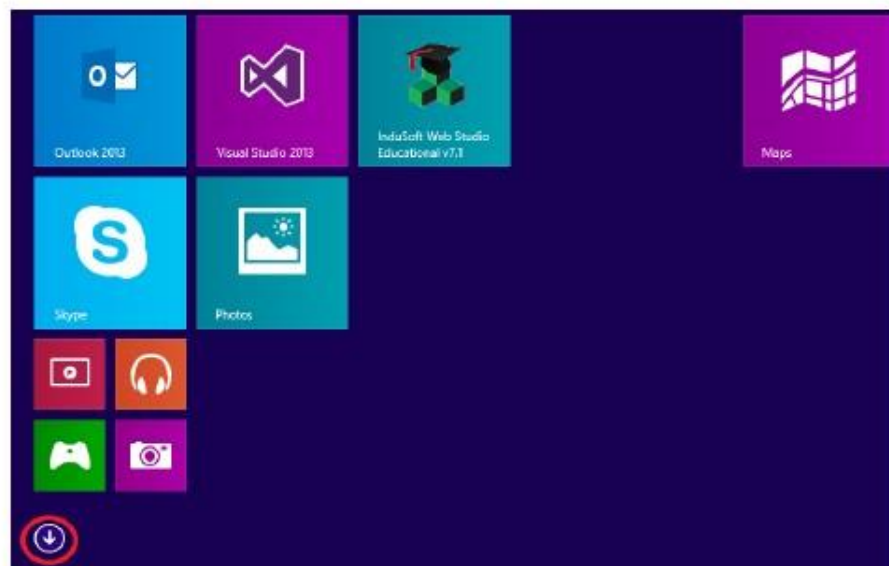 Outlook 2013
Visual Studio 2013
InduSoft Web Studio
Educational v7.1
Maps
Skype
Photos